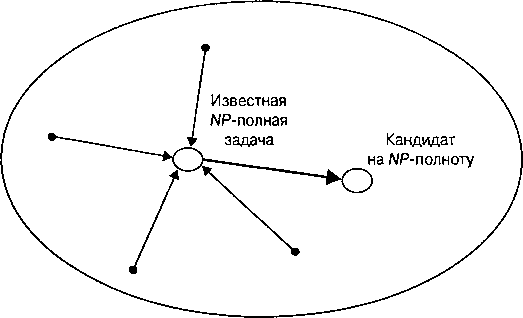 Известная
NP-полная
задача
Кандидат
на NP-полноту